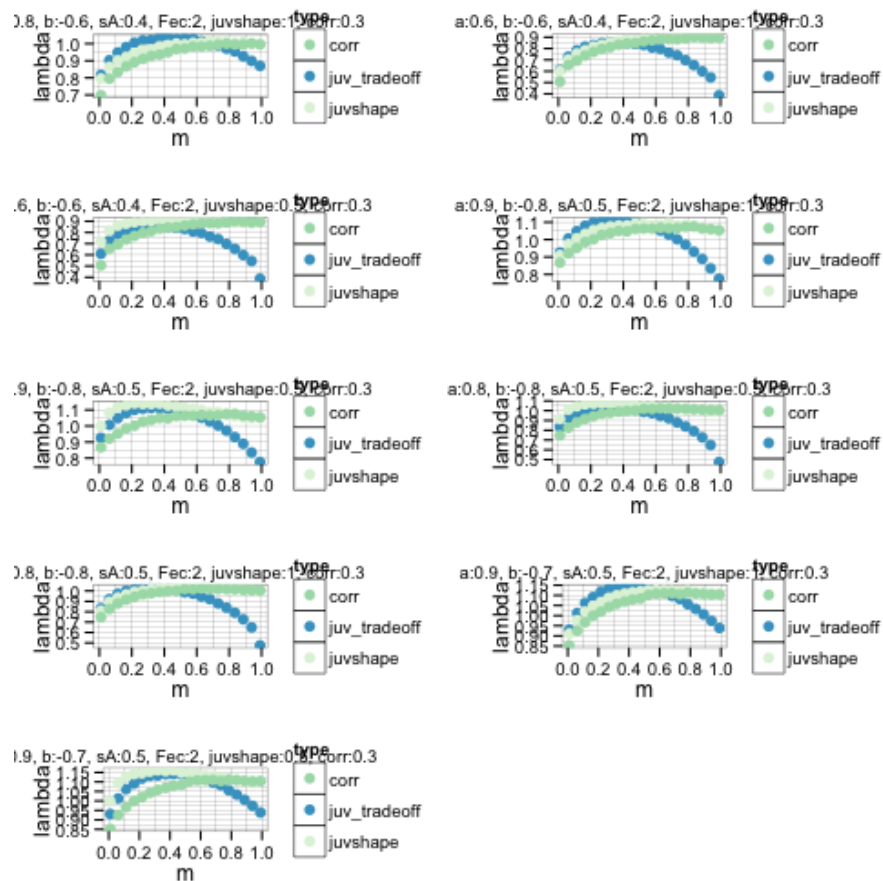 0.8, b:-0.6, sA:0.4, Fec:2, juvshape:1, corr:0.3
type
lambda
1.0
0.9
0.8
0.7
0.0 0.2 0.4 0.6 0.8 1.0
m
corr
juv_tradeoff
juvshape
a:0.6, b:-0.6, sA:0.4, Fec:2, juvshape:1, corr:0.3
type
lambda
0.9
0.8
0.7
0.6
0.5
0.4
0.0 0.2 0.4 0.6 0.8 1.0
m
corr
juv_tradeoff
juvshape
.6, b:-0.6, sA:0.4, Fec:2, juvshape:0.5, corr:0.3
type
lambda
0.9
0.8
0.7
0.6
0.5
0.4
0.0 0.2 0.4 0.6 0.8 1.0
m
corr
juv_tradeoff
juvshape
a:0.9, b:-0.8, sA:0.5, Fec:2, juvshape:1, corr:0.3
type
lambda
1.1
1.0
0.9
0.8
0.0 0.2 0.4 0.6 0.8 1.0
m
corr
juv_tradeoff
juvshape
.9, b:-0.8, sA:0.5, Fec:2, juvshape:0.5, corr:0.3
type
lambda
1.1
1.0
0.9
0.8
0.0 0.2 0.4 0.6 0.8 1.0
m
corr
juv_tradeoff
juvshape
a:0.8, b:-0.8, sA:0.5, Fec:2, juvshape:0.5, corr:0.3
type
lambda
1.1
1.0
0.9
0.8
0.7
0.6
0.5
0.0 0.2 0.4 0.6 0.8 1.0
m
corr
juv_tradeoff
juvshape
0.8, b:-0.8, sA:0.5, Fec:2, juvshape:1, corr:0.3
type
lambda
1.0
0.9
0.8
0.7
0.6
0.5
0.0 0.2 0.4 0.6 0.8 1.0
m
corr
juv_tradeoff
juvshape
a:0.9, b:-0.7, sA:0.5, Fec:2, juvshape:1, corr:0.3
type
lambda
1.15
1.10
1.05
1.00
0.95
0.90
0.85
0.0 0.2 0.4 0.6 0.8 1.0
m
corr
juv_tradeoff
juvshape
.9, b:-0.7, sA:0.5, Fec:2, juvshape:0.5, corr:0.3
type
lambda
1.15
1.10
1.05
1.00
0.95
0.90
0.85
0.0 0.2 0.4 0.6 0.8 1.0
m
corr
juv_tradeoff
juvshape